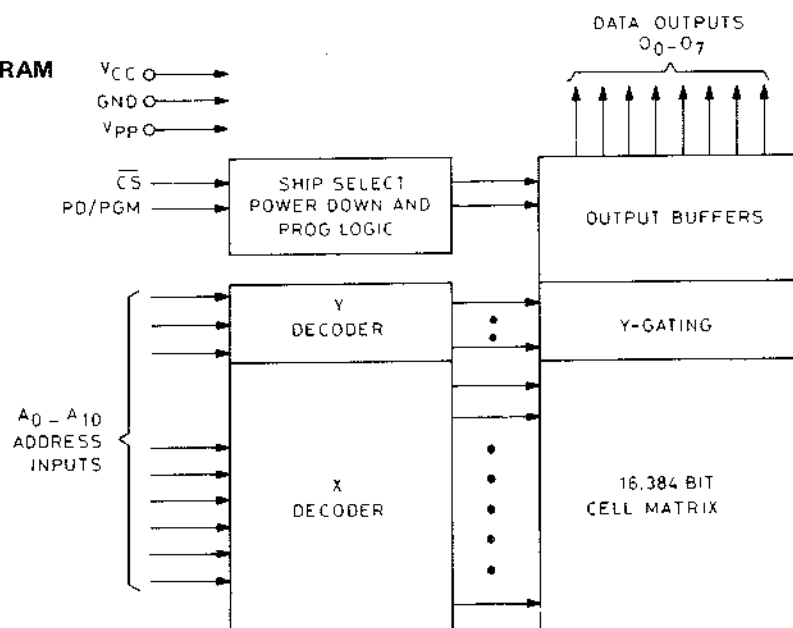 RAM
VCC
GND
VPP
CS
PD/PGM
SHIP SELECT
POWER DOWN AND
PROG LOGIC
DATA OUTPUTS
O0-O7
OUTPUT BUFFERS
Y
DECODER
Y-GATING
A0 - A10
ADDRESS
INPUTS
X
DECODER
16,384 BIT
CELL MATRIX